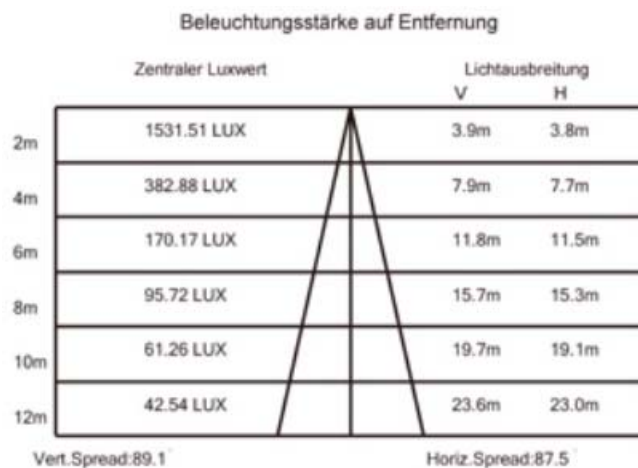 Beleuchtungsstärke auf Entfernung
Zentraler Luxwert Lichtausbreitung
V H
2m 1531.51 LUX 3.9m 3.8m
4m 382.88 LUX 7.9m 7.7m
6m 170.17 LUX 11.8m 11.5m
8m 95.72 LUX 15.7m 15.3m
10m 61.26 LUX 19.7m 19.1m
12m 42.54 LUX 23.6m 23.0m
Vert.Spread:89.1 Horiz.Spread:87.5